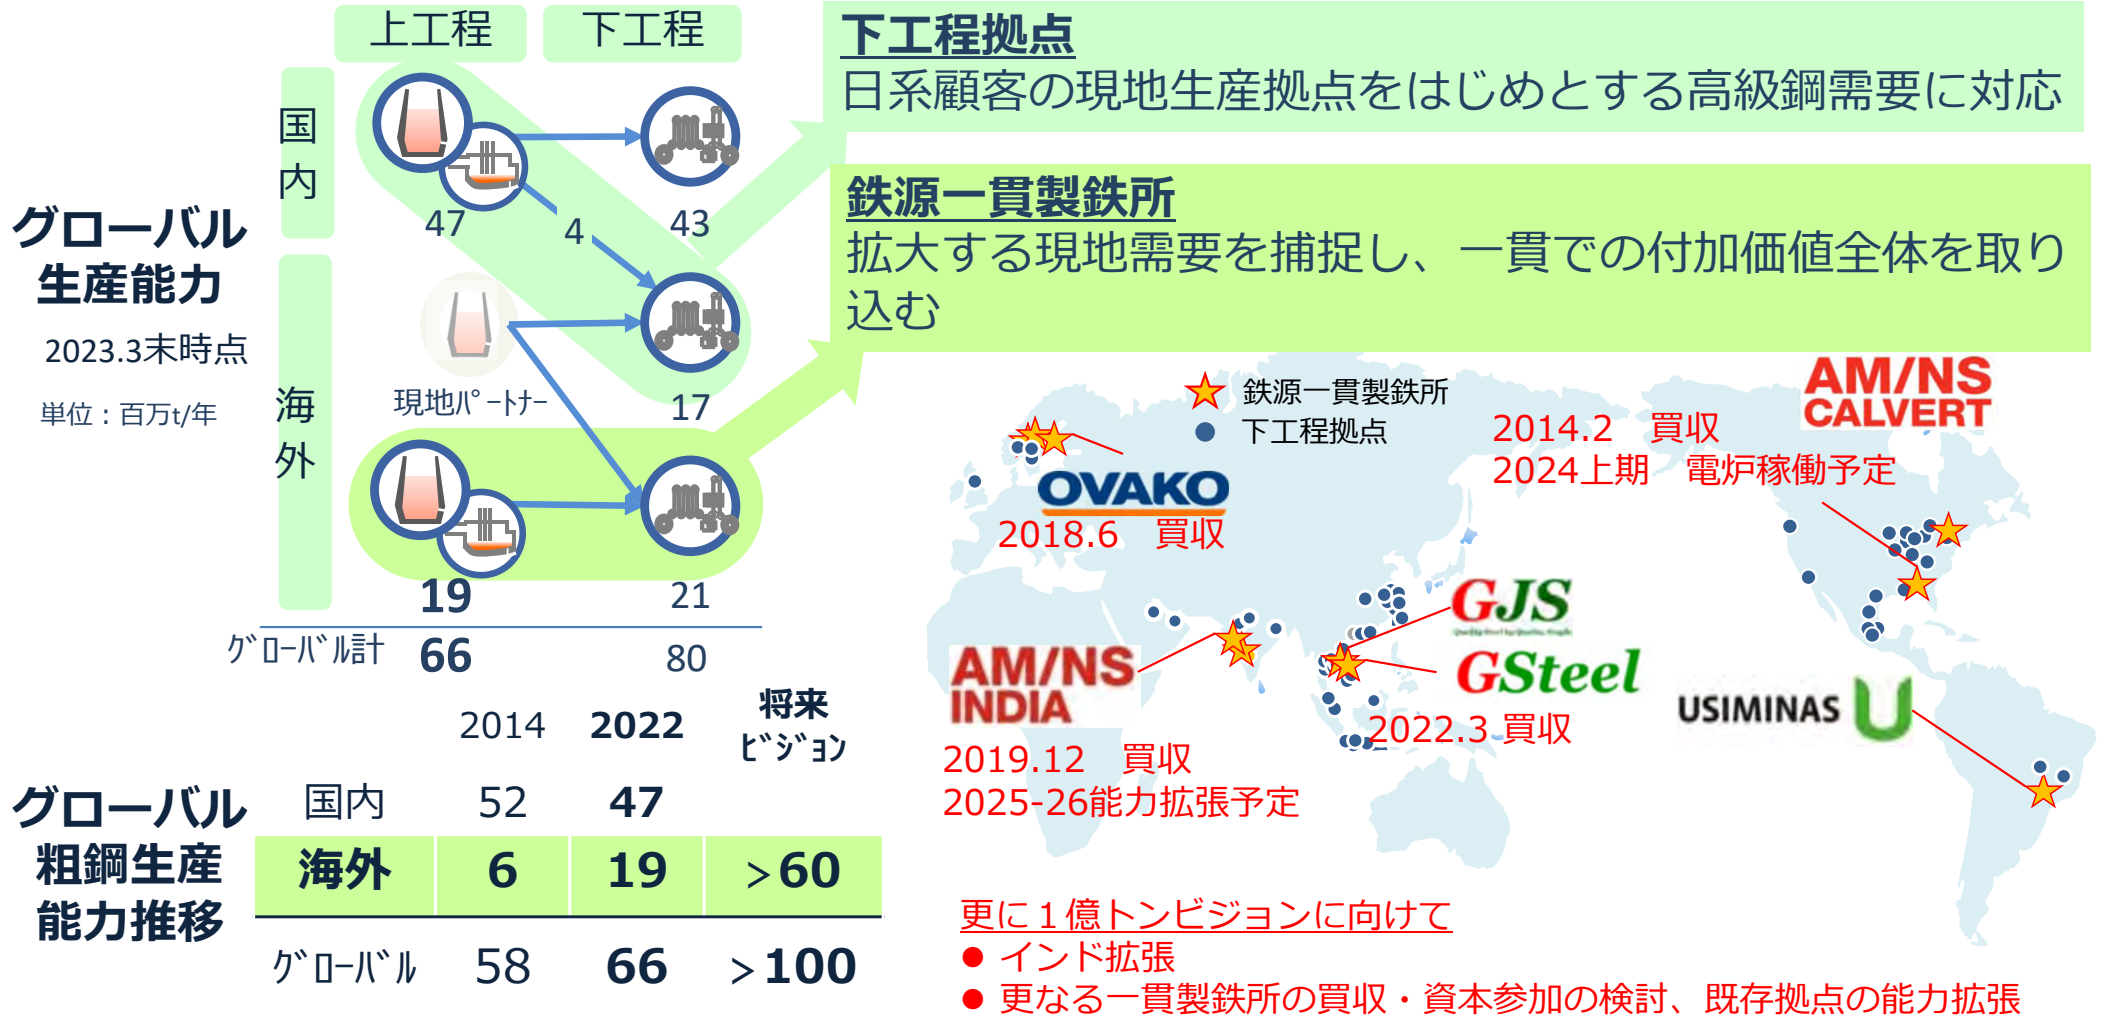 上工程
下工程
国
内
47
4
43
グローバル
生産能力
2023.3末時点
単位：百万t/年
海
外
現地ﾊﾟｰﾄﾅｰ
17
19
21
ｸﾞﾛｰﾊﾞﾙ計
66
80
下工程拠点
日系顧客の現地生産拠点をはじめとする高級鋼需要に対応
鉄源一貫製鉄所
拡大する現地需要を捕捉し、一貫での付加価値全体を取り
込む
グローバル
粗鋼生産
能力推移
2014
2022
将来
ﾋﾞｼﾞｮﾝ
国内
52
47
海外
6
19
>60
ｸﾞﾛｰﾊﾞﾙ
58
66
>100
鉄源一貫製鉄所
下工程拠点
OVAKO
2018.6　買収
2014.2　買収
2024上期　電炉稼働予定
AM/NS
CALVERT
GJS
GSteel
2022.3 買収
AM/NS
INDIA
2019.12　買収
2025-26能力拡張予定
USIMINAS
更に１億トンビジョンに向けて
● インド拡張
● 更なる一貫製鉄所の買収・資本参加の検討、既存拠点の能力拡張